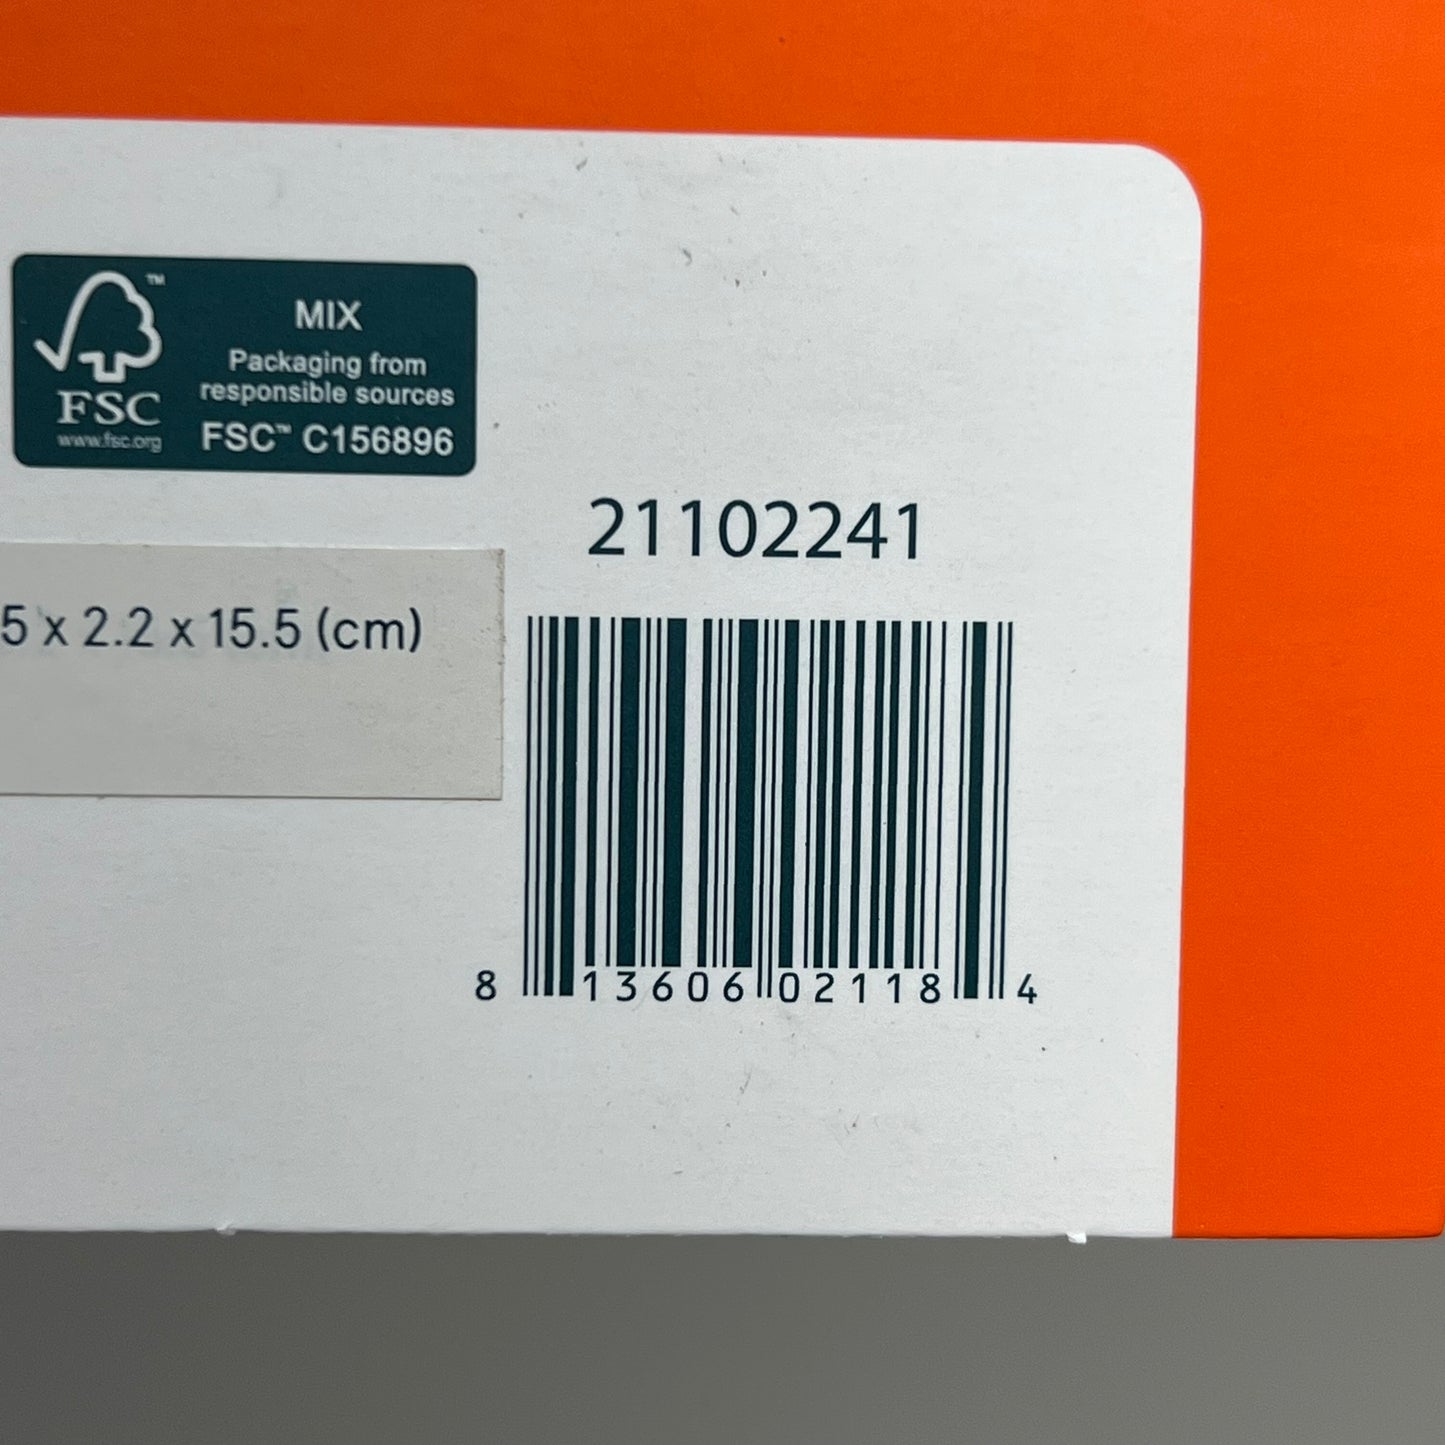 ™
MIX
Packaging from
responsible sources
FSC
www.fsc.org
FSC™ C156896
21102241
5 x 2.2 x 15.5 (cm)
8 13606 02118 4